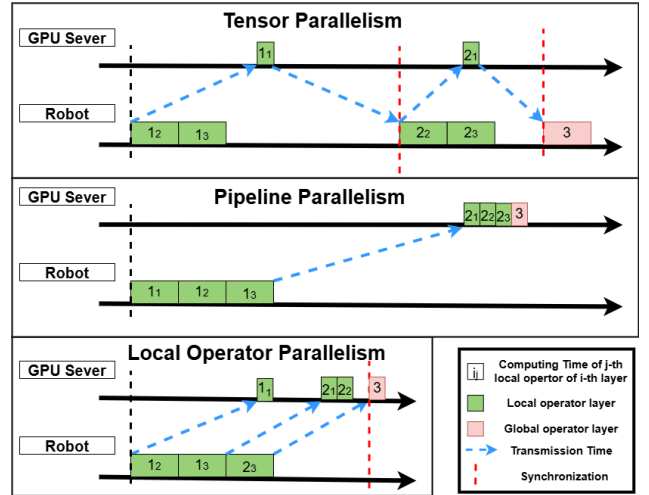 Tensor Parallelism
GPU Sever
1₁
2₁
Robot
1₂ 1₃
2₂ 2₃
3
Pipeline Parallelism
GPU Sever
2₁ 2₂ 2₃ 3
Robot
1₁ 1₂ 1₃
Local Operator Parallelism
GPU Sever
1₁
2₁ 2₂
3
Robot
1₂ 1₃ 2₃
iⱼ
Computing Time of j-th
local opertor of i-th layer
Local operator layer
Global operator layer
Transmission Time
Synchronization